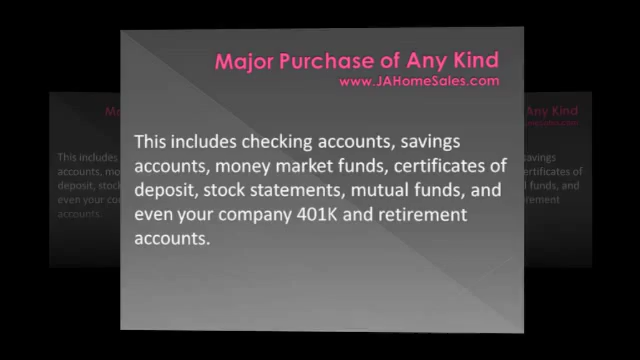 Major Purchase of Any Kind
www.JAHomeSales.com
This includes checking accounts, savings
accounts, money market funds, certificates of
deposit, stock statements, mutual funds, and
even your company 401K and retirement
accounts.